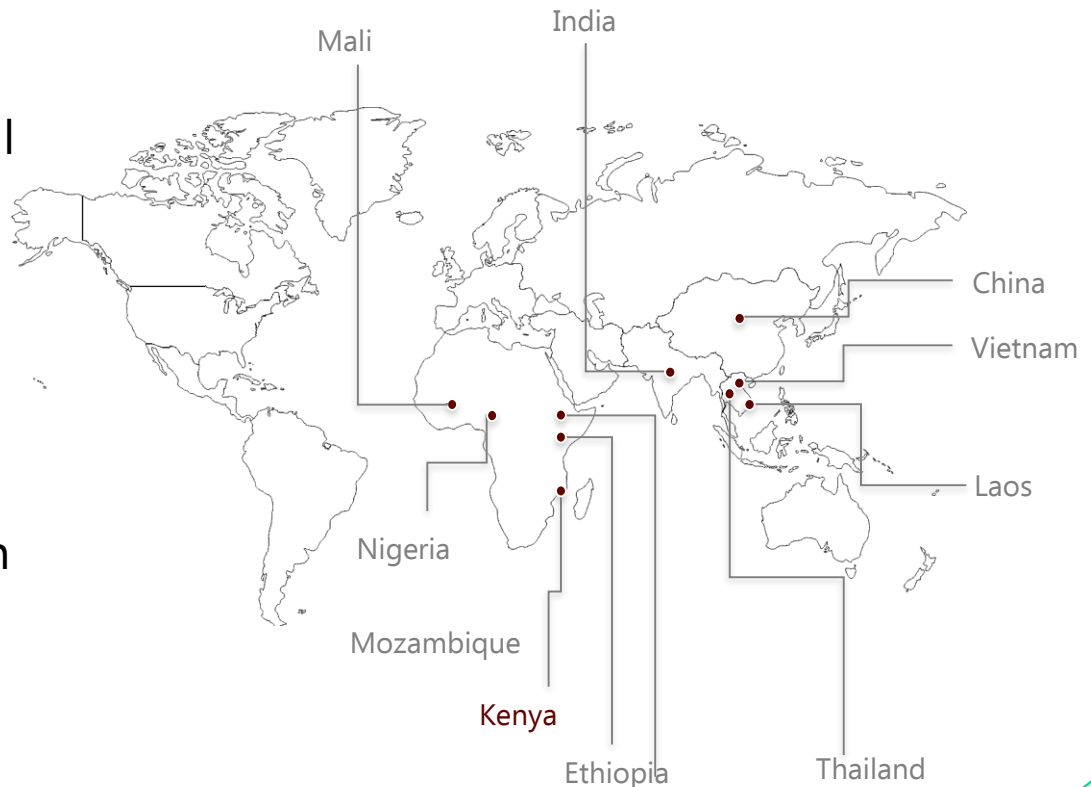 India
Mali
l
China
Vietnam
Laos
n
Nigeria
Mozambique
Kenya
Ethiopia
Thailand